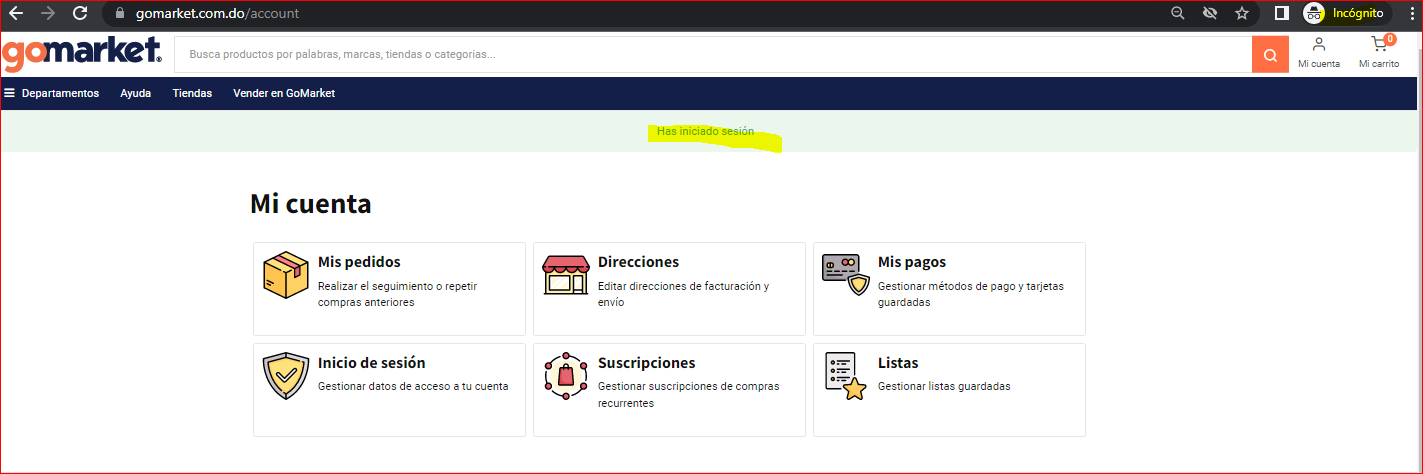 gomarket.com.do/account
Incógnito
gomarket®
Busca productos por palabras, marcas, tiendas o categorías...
Mi cuenta
0
Mi carrito
Departamentos
Ayuda
Tiendas
Vender en GoMarket
Has iniciado sesión
Mi cuenta
Mis pedidos
Realizar el seguimiento o repetir
compras anteriores
Direcciones
Editar direcciones de facturación y
envío
Mis pagos
Gestionar métodos de pago y tarjetas
guardadas
Inicio de sesión
Gestionar datos de acceso a tu cuenta
Suscripciones
Gestionar suscripciones de compras
recurrentes
Listas
Gestionar listas guardadas